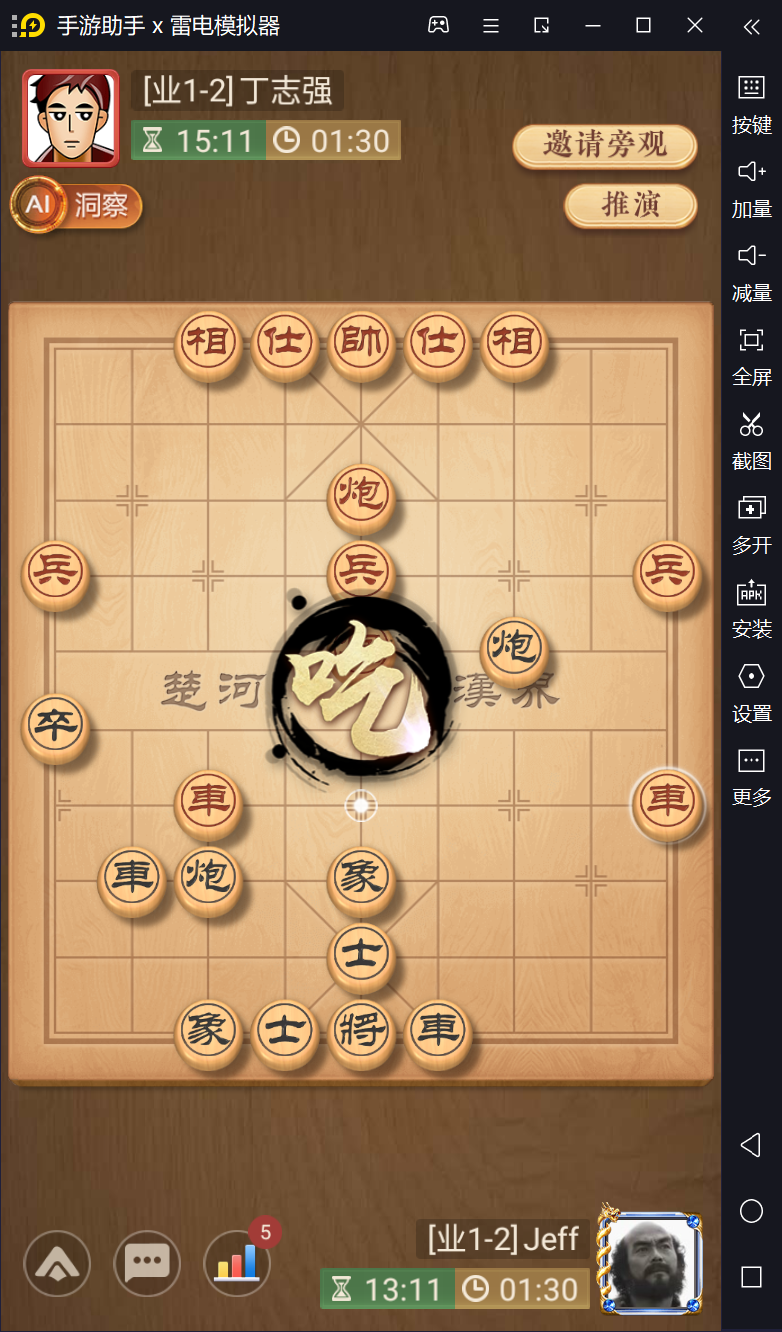 手游助手 x 雷电模拟器
[业1-2]丁志强
15:11 01:30
邀请旁观
AI 洞察
推演
按键
加量
减量
全屏
截图
多开
APK
安装
设置
更多
相 仕 帥 仕 相
炮
兵 兵 兵
炮
楚河 吃 漢界
卒
車 車
車 炮 象
士
象 士 將 車
5
[业1-2]Jeff
13:11 01:30